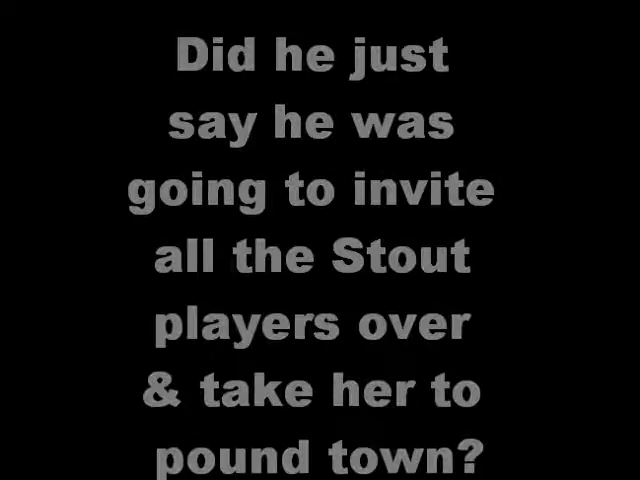 Did he just
say he was
going to invite
all the Stout
players over
& take her to
pound town?